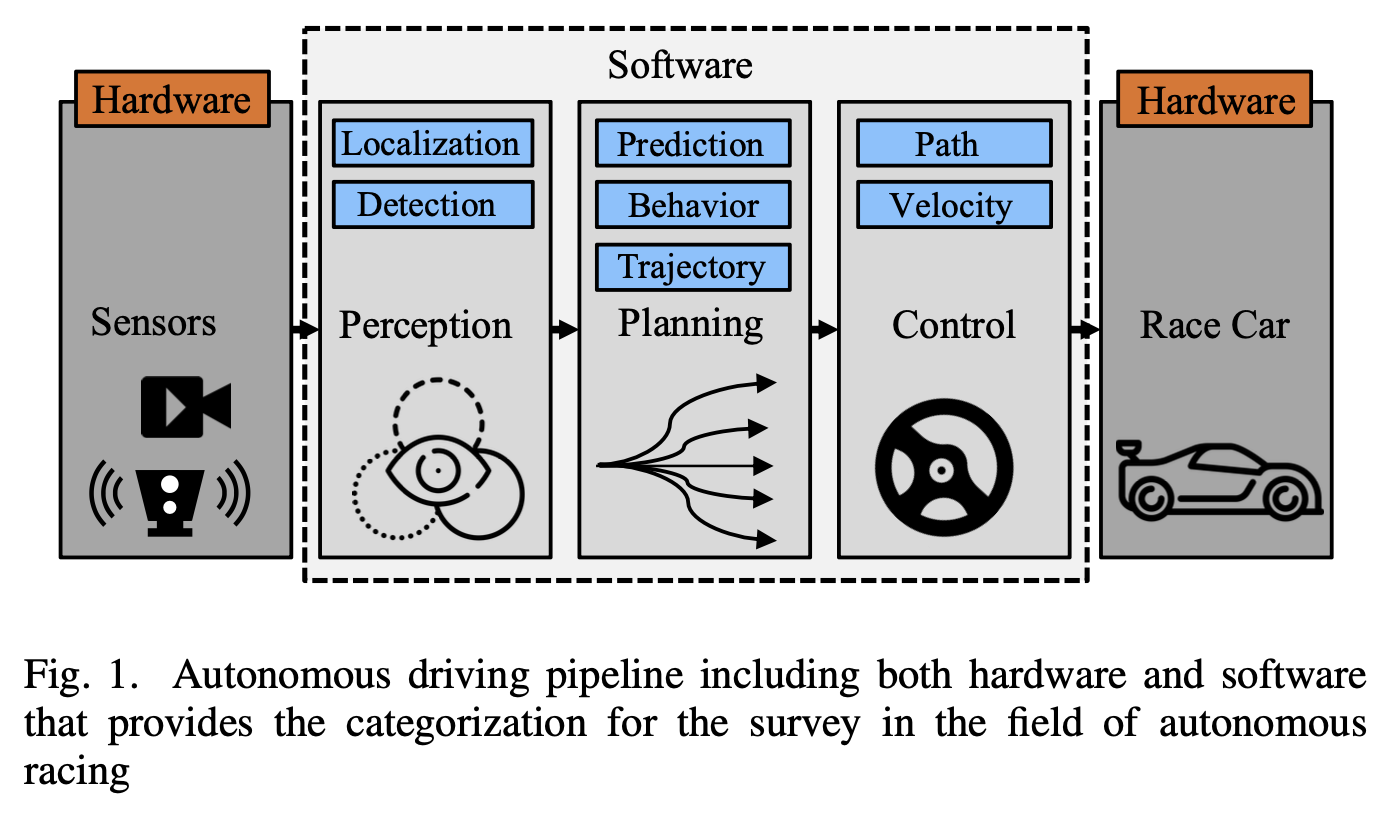 Software
Hardware
Sensors
Localization
Detection
Perception
Prediction
Behavior
Trajectory
Planning
Path
Velocity
Control
Hardware
Race Car
Fig. 1. Autonomous driving pipeline including both hardware and software
that provides the categorization for the survey in the field of autonomous
racing